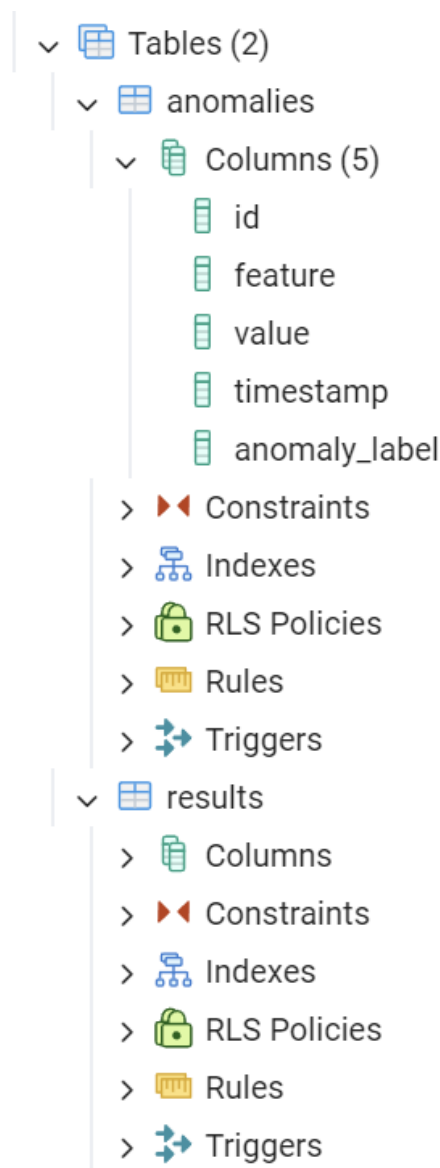 Tables (2)
anomalies
Columns (5)
id
feature
value
timestamp
anomaly_label
Constraints
Indexes
RLS Policies
Rules
Triggers
results
Columns
Constraints
Indexes
RLS Policies
Rules
Triggers